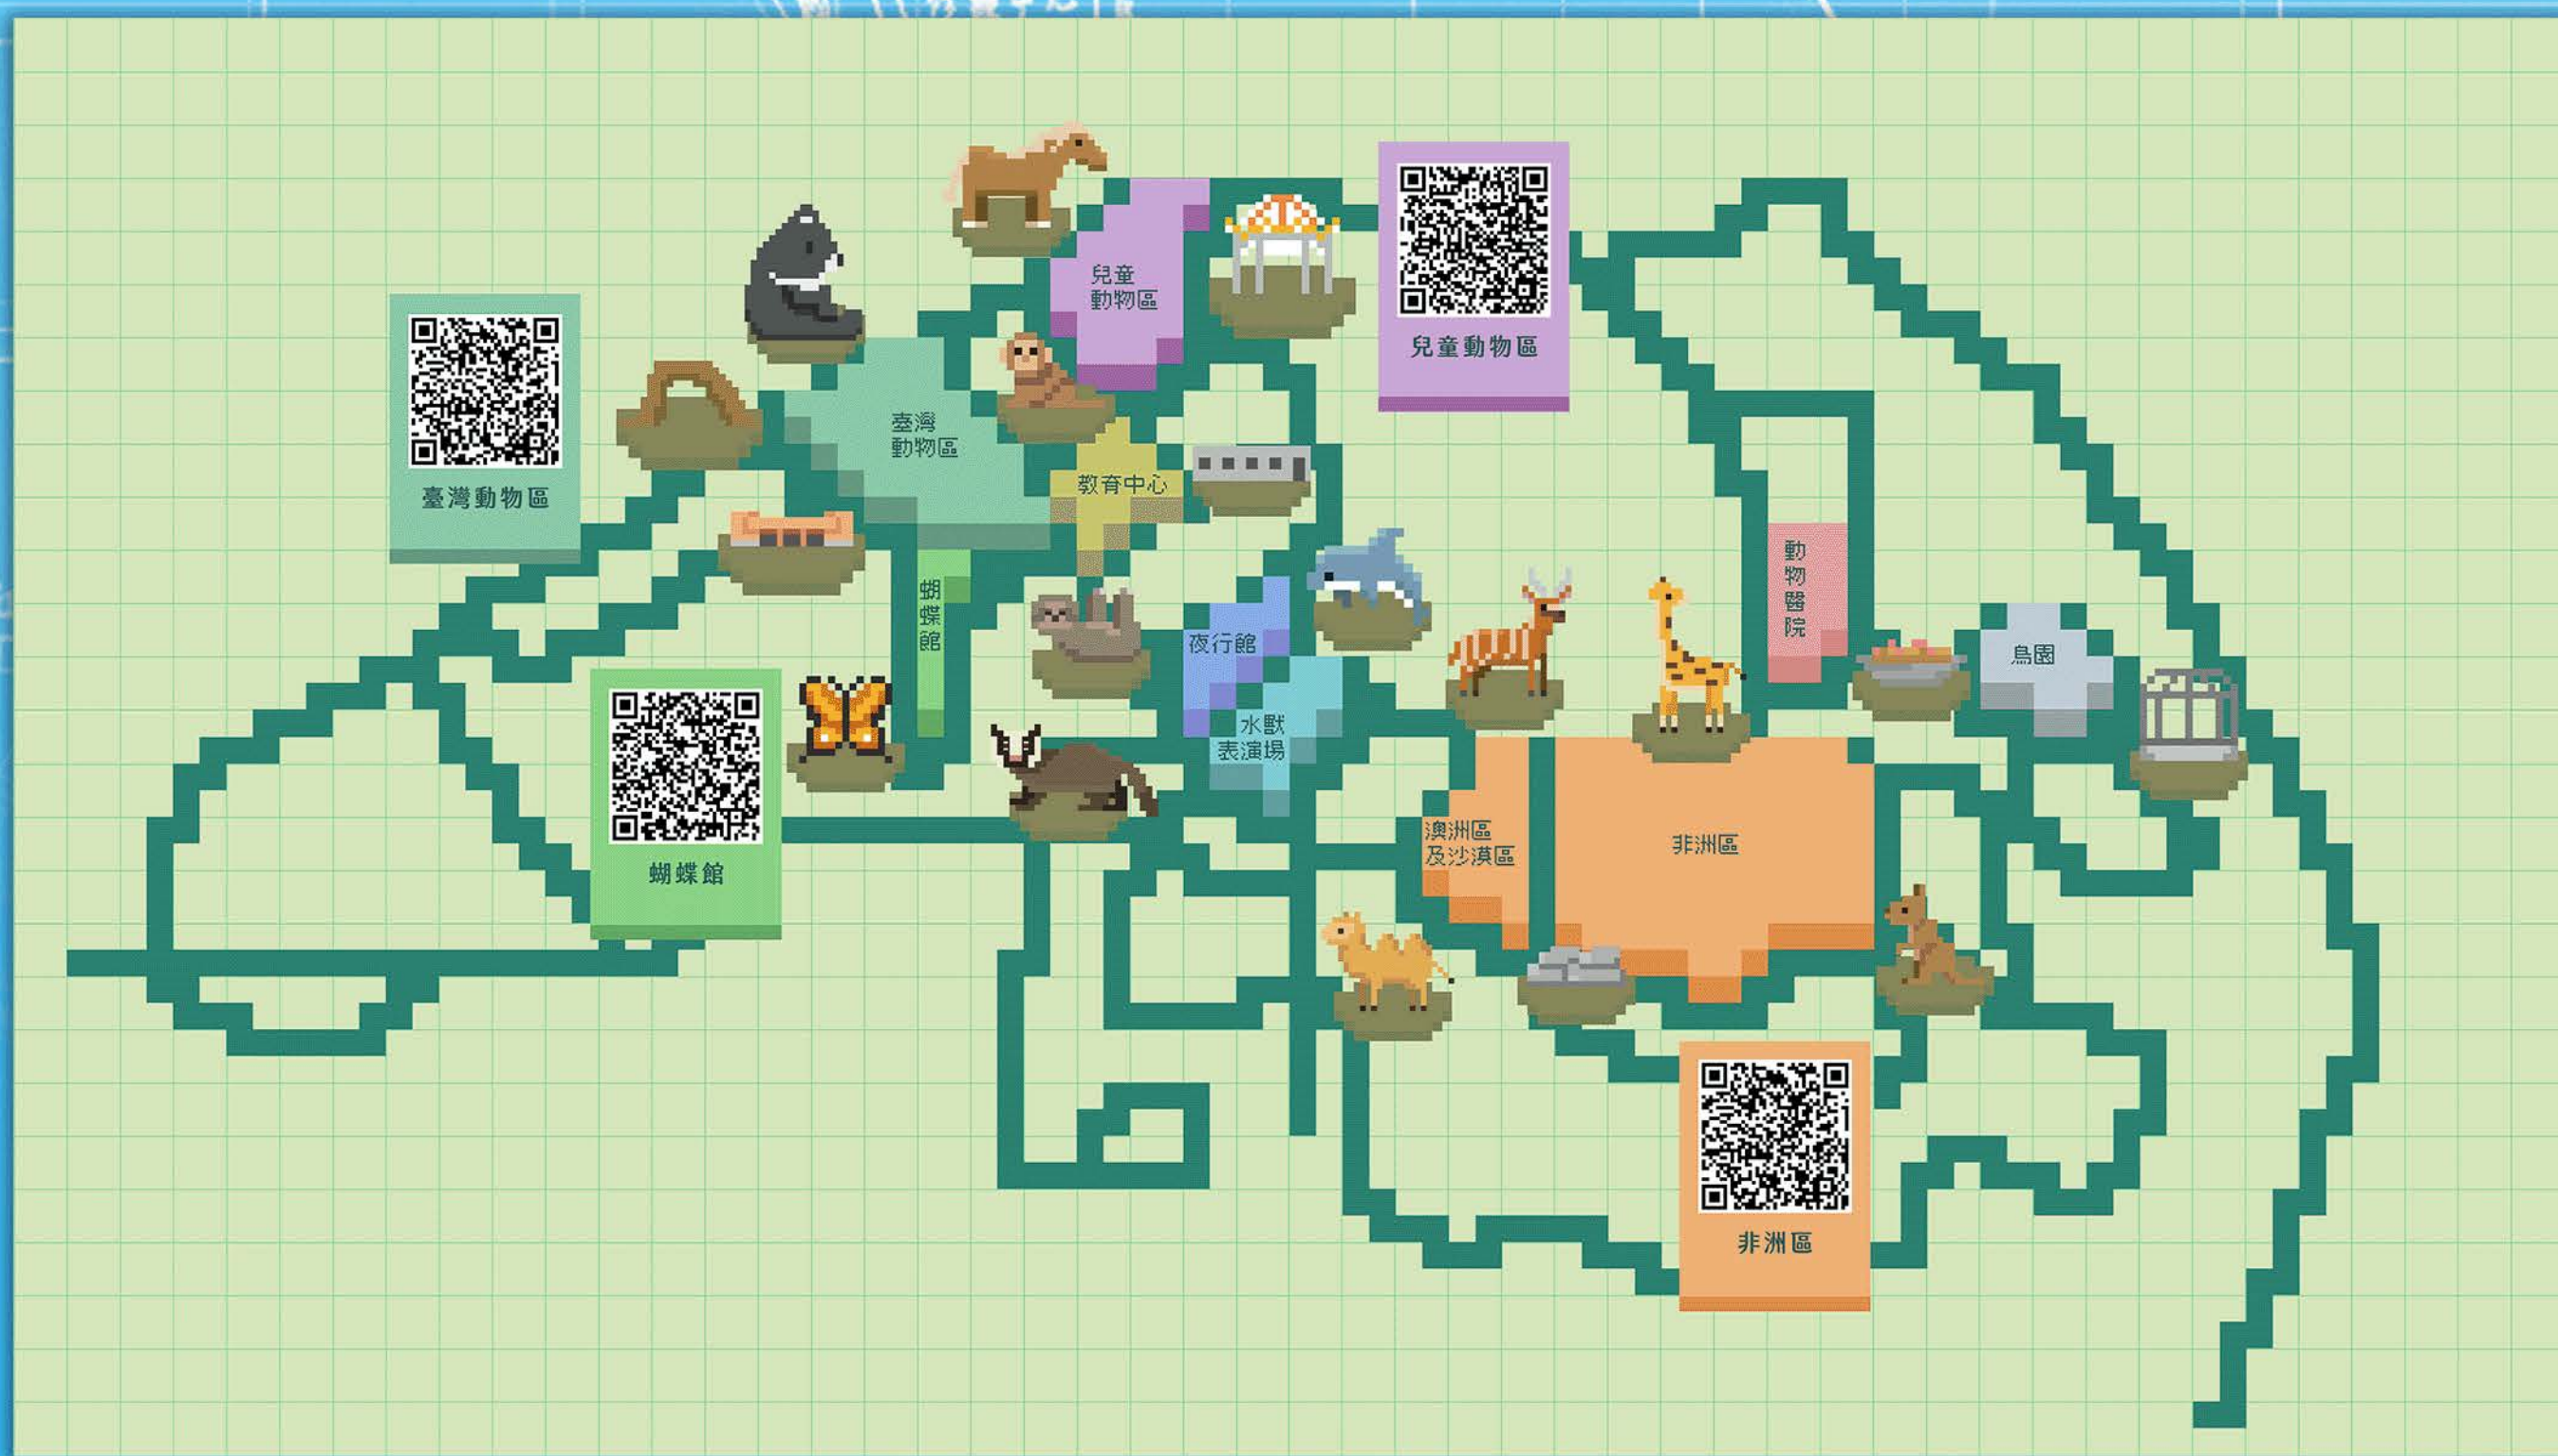 兒童
動物區
兒童動物區
臺灣
動物區
臺灣動物區
教育中心
蝴
蝶
館
動
物
醫
院
夜行館
鳥園
水獸
表演場
澳洲區
及沙漠區
非洲區
蝴蝶館
非洲區